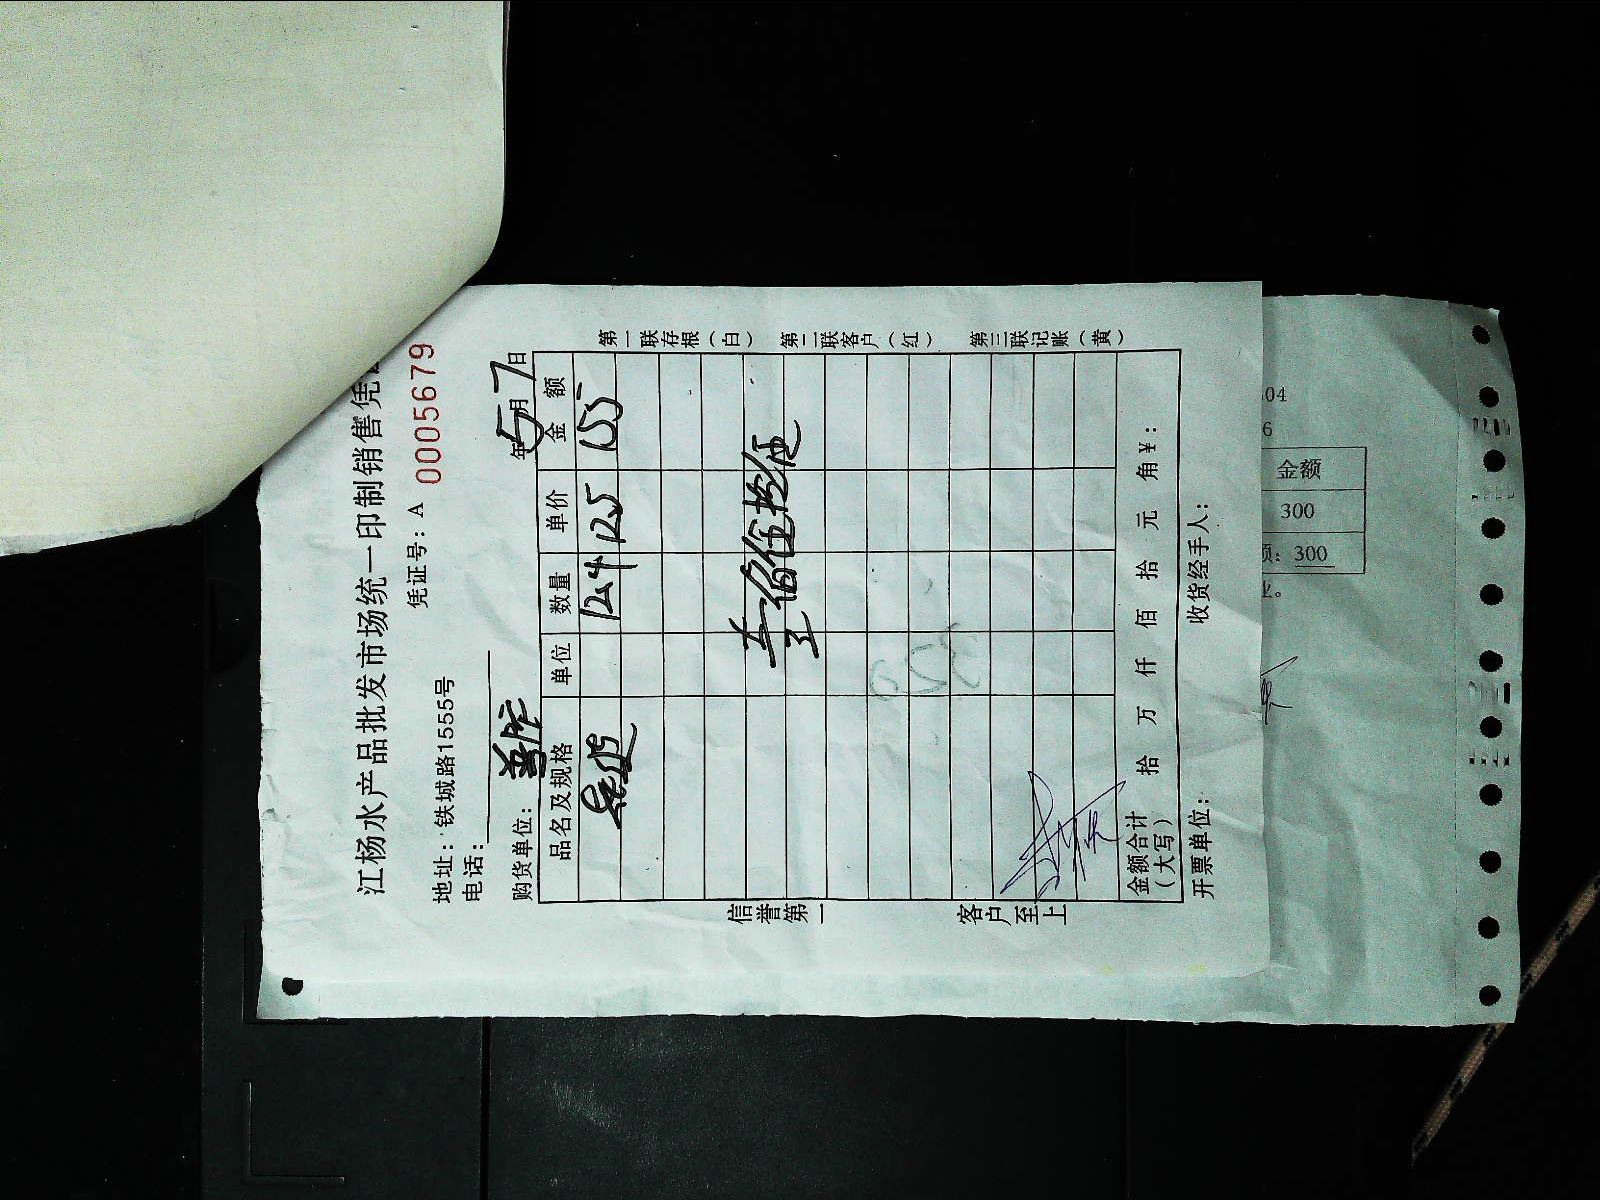 江杨水产品批发市场统一印制销售凭
凭证号：A 0005679
地址：铁城路15555号
电话：
购货单位： 年5月7日
品名及规格 单位 数量 单价 金额
124 125 155
壹佰伍拾伍
金额合计（大写） 拾 万 仟 佰 拾 元 角 ¥：
开票单位： 收货经手人：
第一联存根（白） 第二联客户（红） 第三联记账（黄）
信誉第一 客户至上
04
6
金额
300
：300